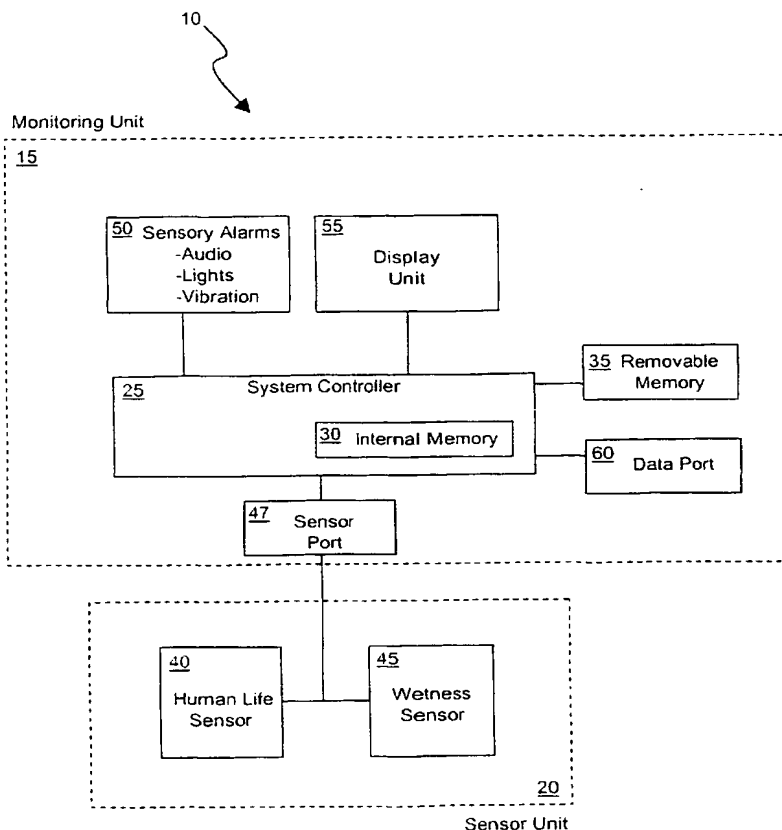 10
Monitoring Unit
15
50 Sensory Alarms
-Audio
-Lights
-Vibration
55
Display
Unit
25 System Controller
30 Internal Memory
35 Removable
Memory
60 Data Port
47
Sensor
Port
40
Human Life
Sensor
45
Wetness
Sensor
20
Sensor Unit